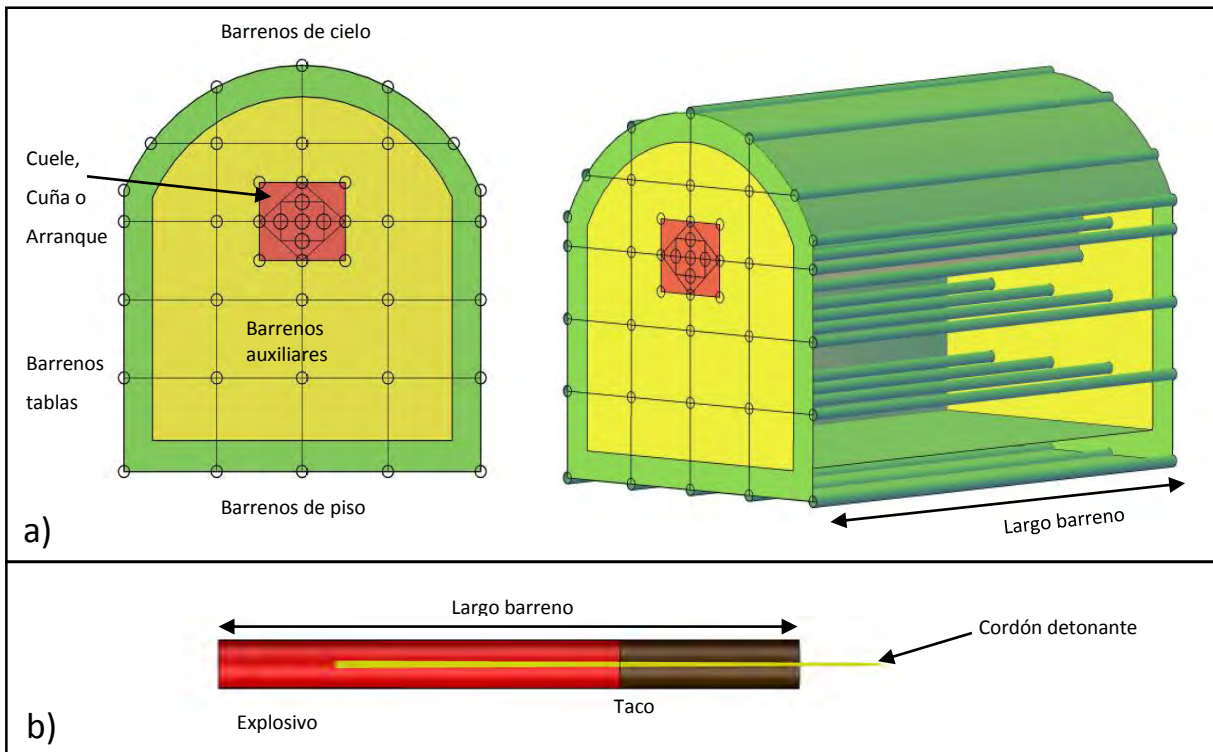 Barrenos de cielo
Cuele,
Cuña o
Arranque
Barrenos
auxiliares
Barrenos
tablas
Barrenos de piso
Largo barreno
a)
Largo barreno
Cordón detonante
Taco
Explosivo
b)